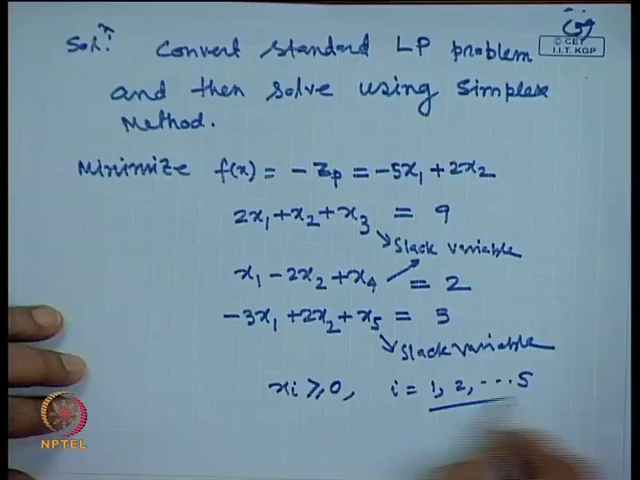 Solⁿ: Convert standard LP problem
© CET
I.I.T. KGP
and then solve using Simplex
Method.
Minimize f(x) = -Zp = -5x₁ + 2x₂
2x₁ + x₂ + x₃ = 9
Slack variable
x₁ - 2x₂ + x₄ = 2
-3x₁ + 2x₂ + x₅ = 3
Slack variable
xi ≥ 0, i = 1, 2, ... 5
NPTEL